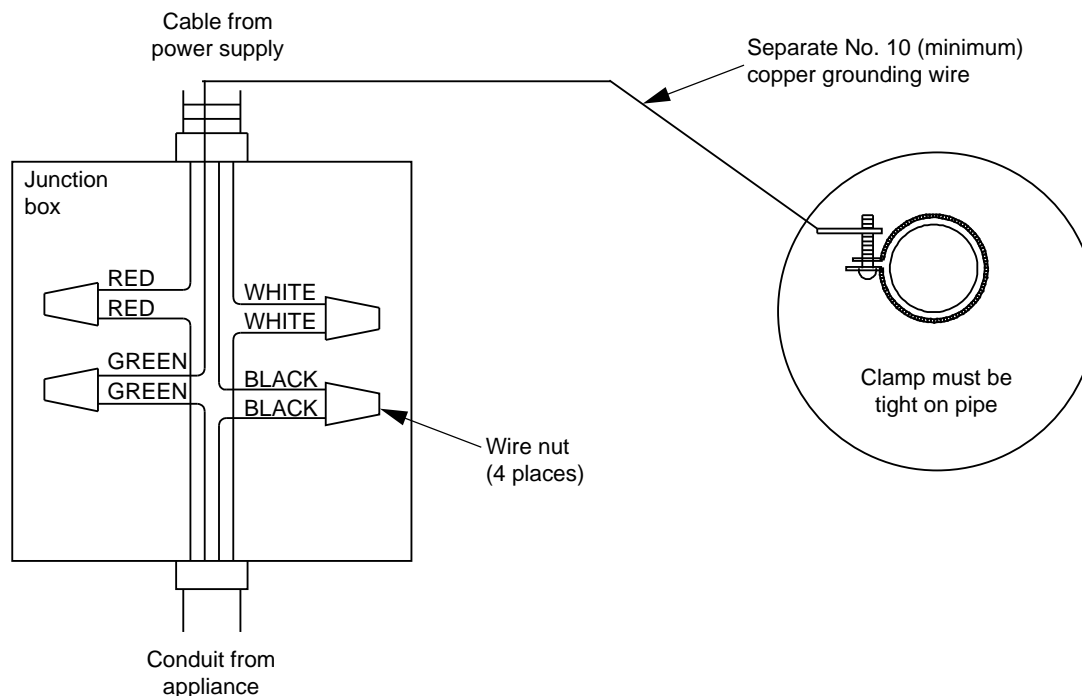 Cable from
power supply
Separate No. 10 (minimum)
copper grounding wire
Junction
box
RED
RED
WHITE
WHITE
GREEN
GREEN
BLACK
BLACK
Clamp must be
tight on pipe
Wire nut
(4 places)
Conduit from
appliance